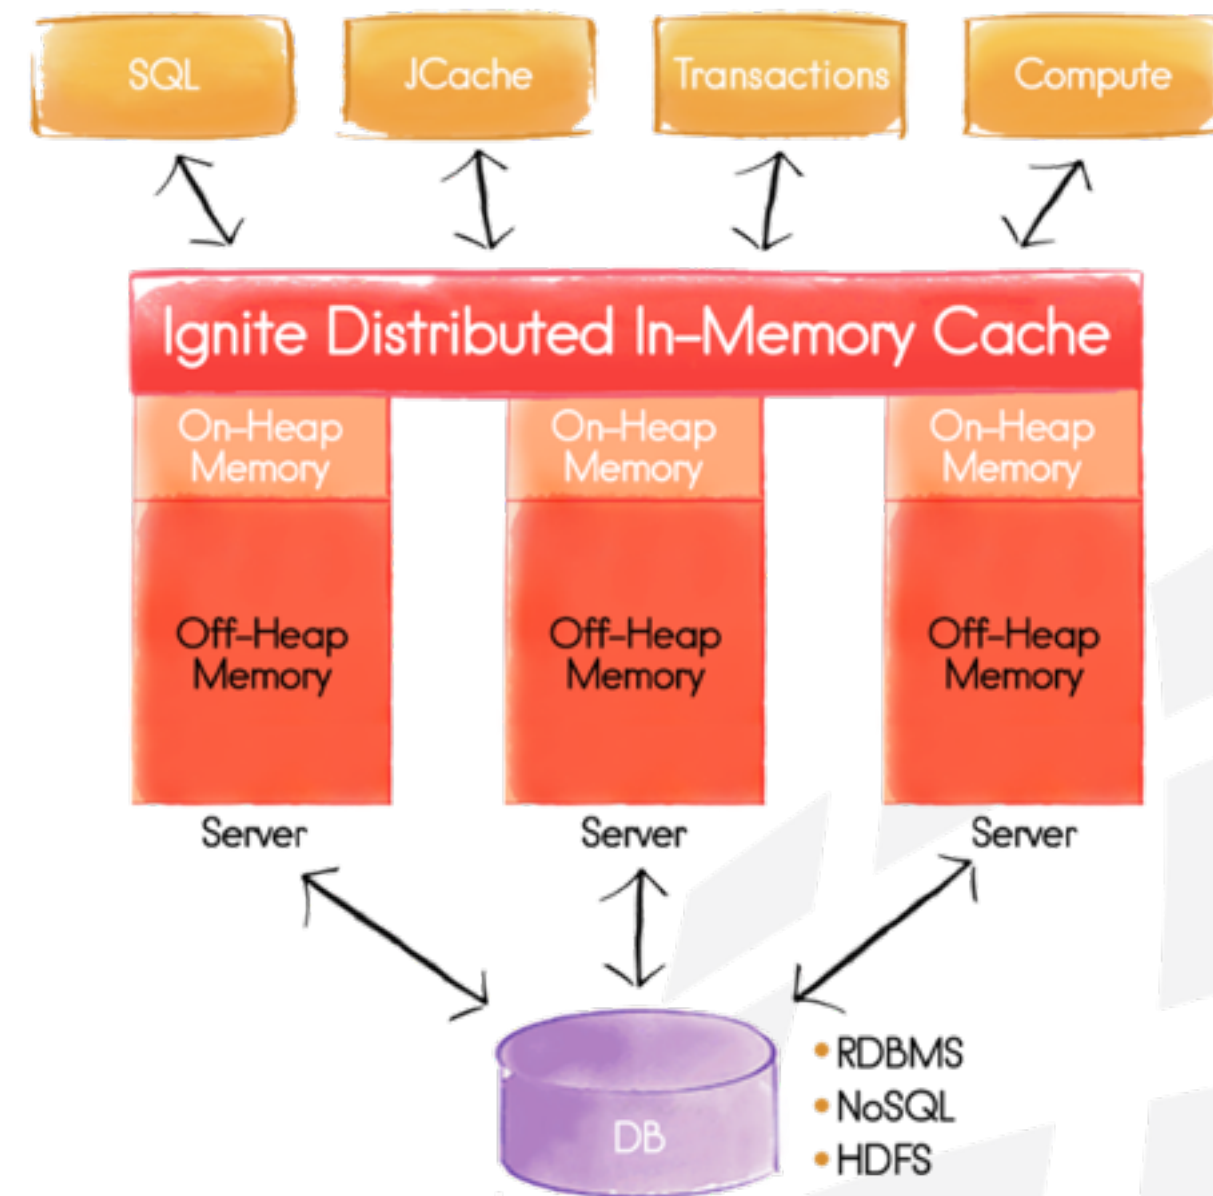 SQL
JCache
Transactions
Compute
Ignite Distributed In-Memory Cache
On-Heap
Memory
On-Heap
Memory
On-Heap
Memory
Off-Heap
Memory
Off-Heap
Memory
Off-Heap
Memory
Server
Server
Server
DB
• RDBMS
• NoSQL
• HDFS